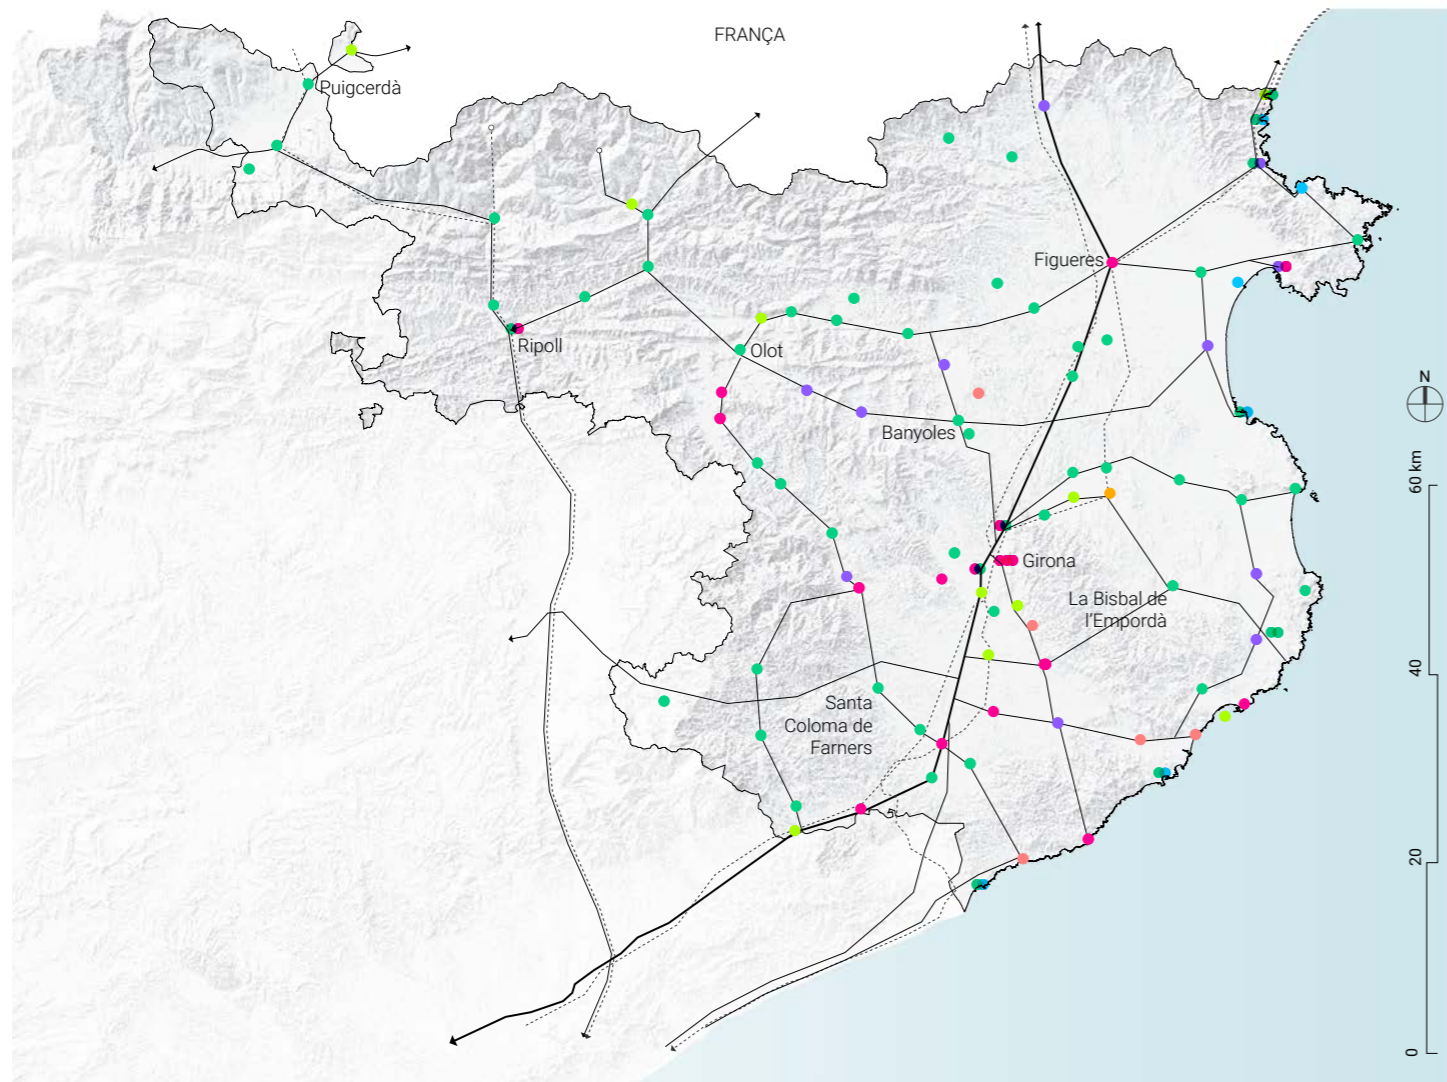 FRANÇA
Puigcerdà
Figueres
Ripoll
Olot
N
Banyoles
60 km
Girona
La Bisbal de
l'Empordà
40
Santa
Coloma de
Farners
20
0